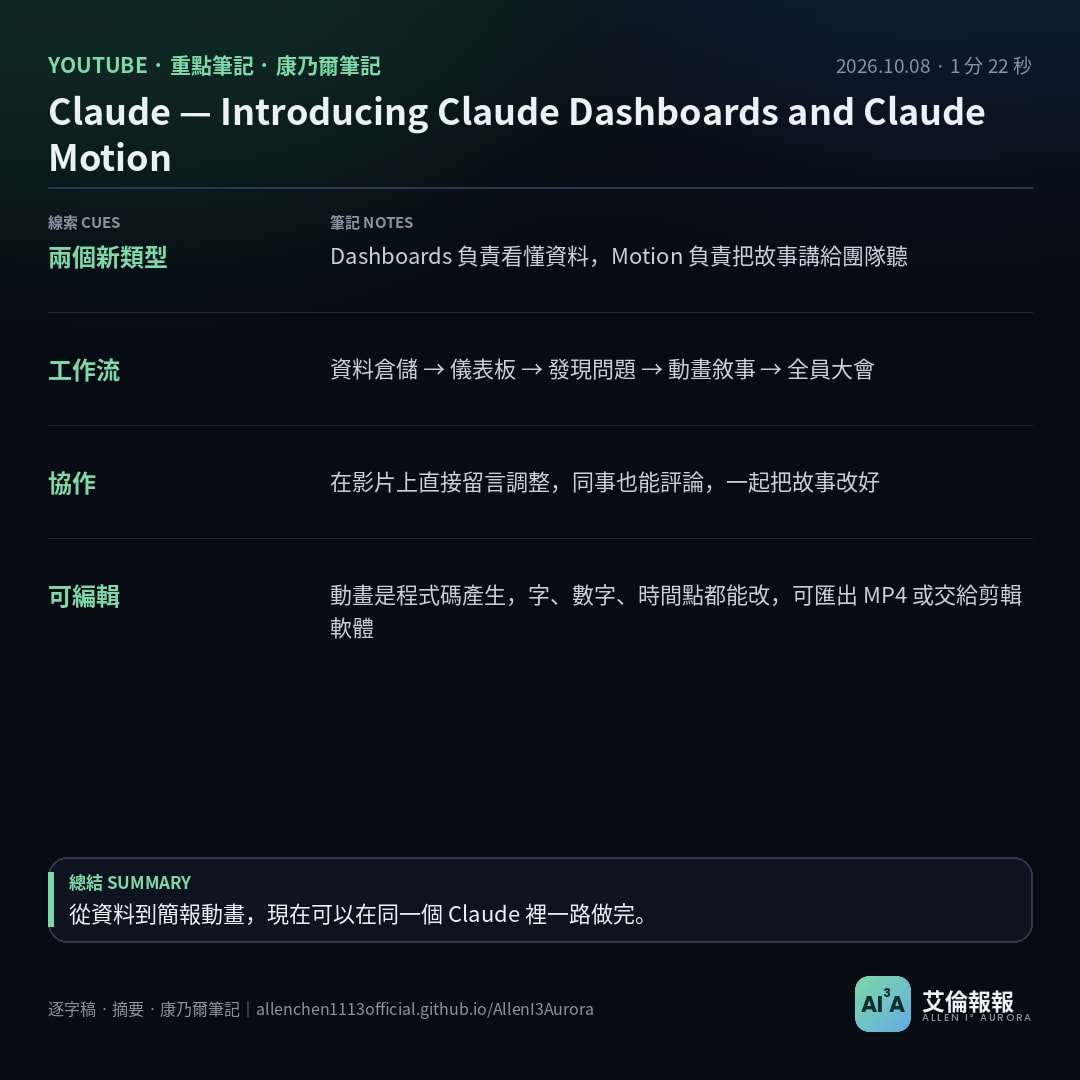 YOUTUBE · 重點筆記 · 康乃爾筆記
2026.10.08 · 1 分 22 秒
Claude — Introducing Claude Dashboards and Claude
Motion
線索 CUES
筆記 NOTES
兩個新類型
Dashboards 負責看懂資料，Motion 負責把故事講給團隊聽
工作流
資料倉儲 → 儀表板 → 發現問題 → 動畫敘事 → 全員大會
協作
在影片上直接留言調整，同事也能評論，一起把故事改好
可編輯
動畫是程式碼產生，字、數字、時間點都能改，可匯出 MP4 或交給剪輯
軟體
總結 SUMMARY
從資料到簡報動畫，現在可以在同一個 Claude 裡一路做完。
逐字稿 · 摘要 · 康乃爾筆記｜allenchen1113official.github.io/AllenI3Aurora
AI³A
艾倫報報
ALLEN I³ AURORA